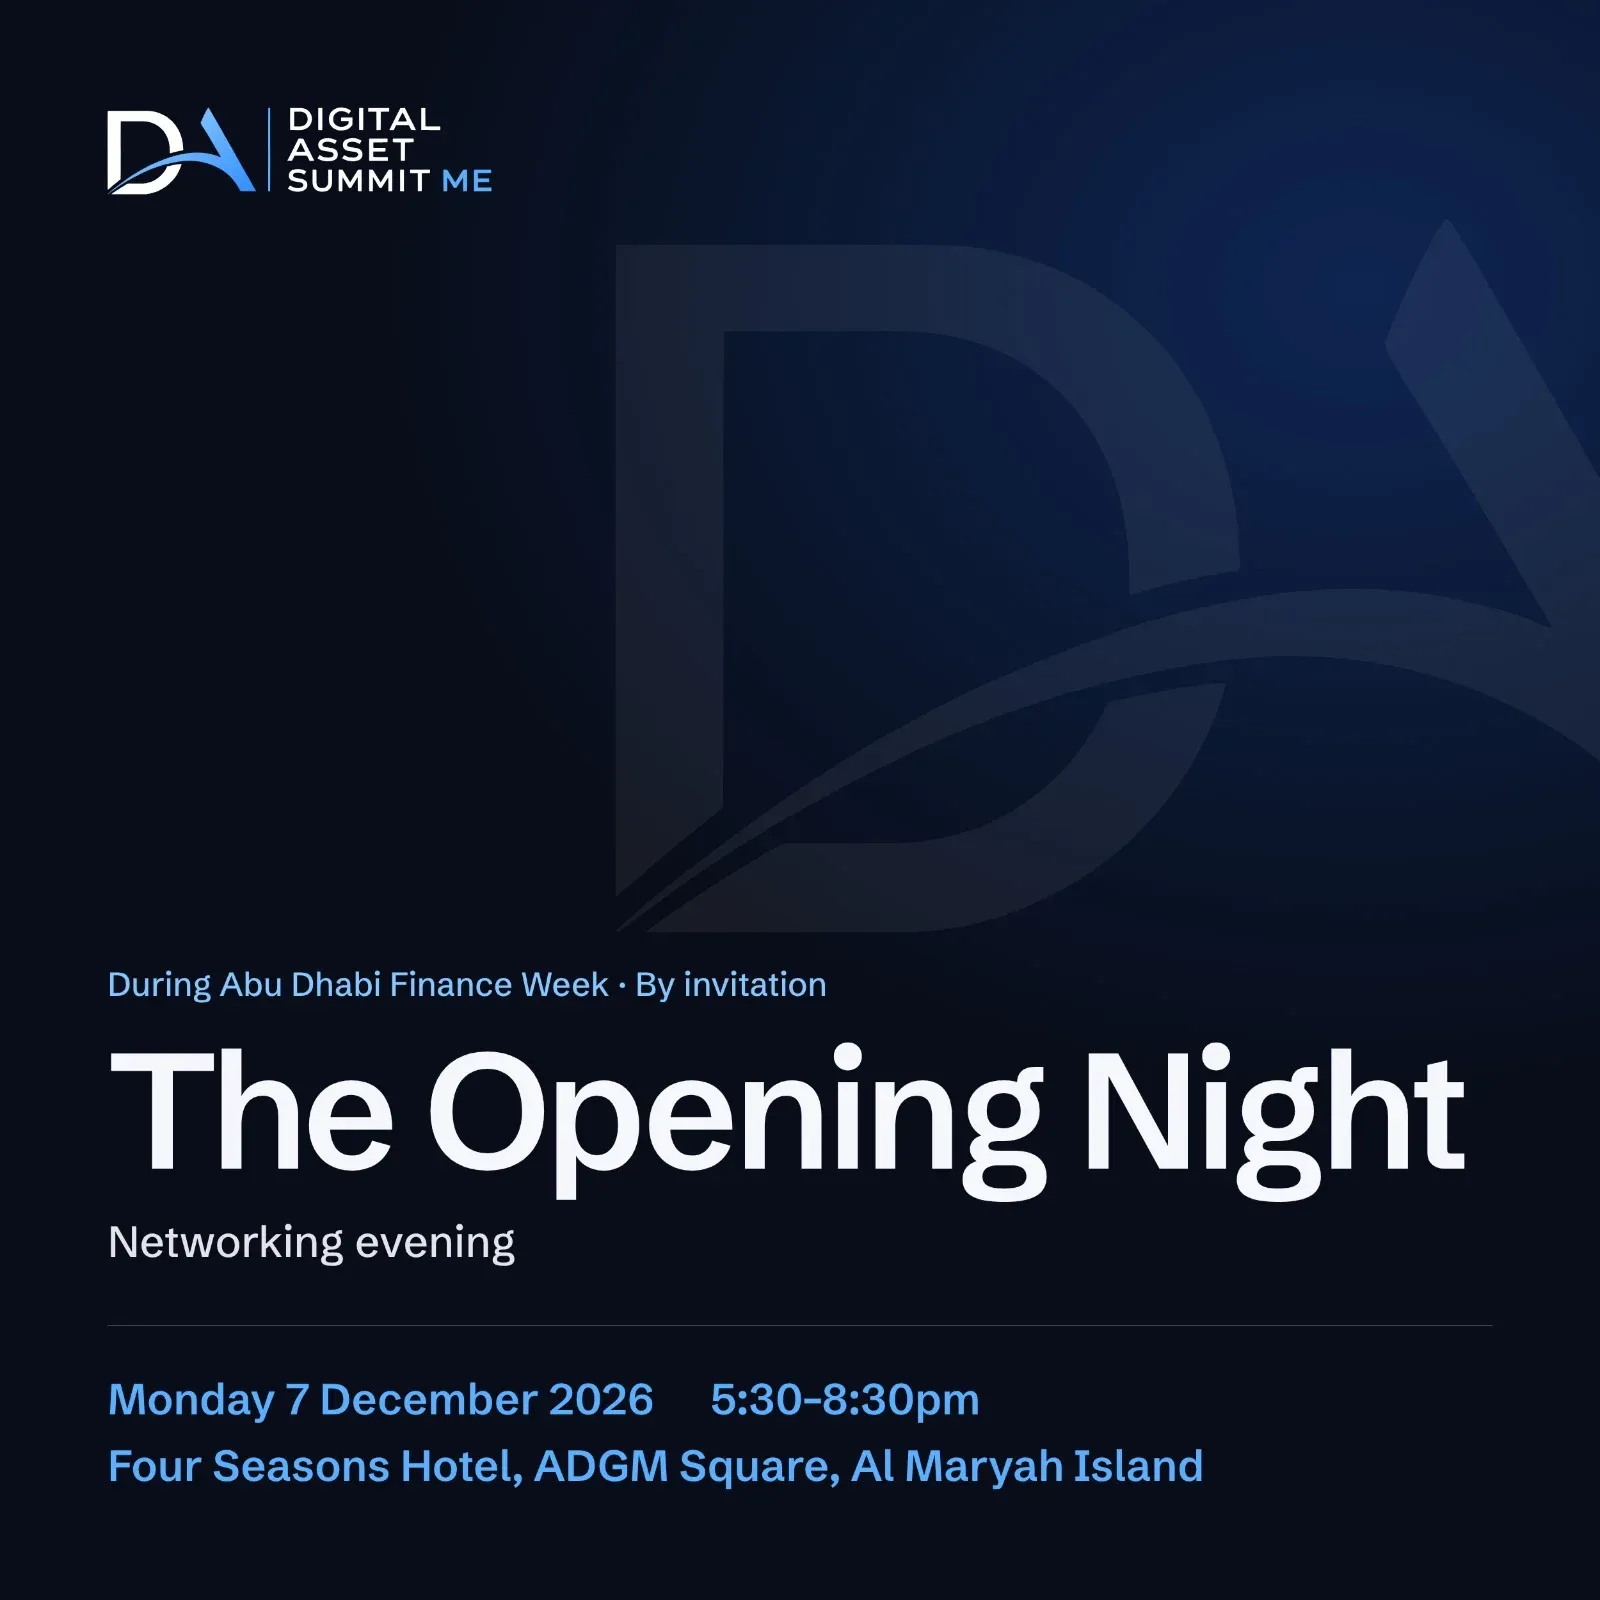 DIGITAL
ASSET
SUMMIT ME
During Abu Dhabi Finance Week · By invitation
The Opening Night
Networking evening
Monday 7 December 2026 5:30–8:30pm
Four Seasons Hotel, ADGM Square, Al Maryah Island